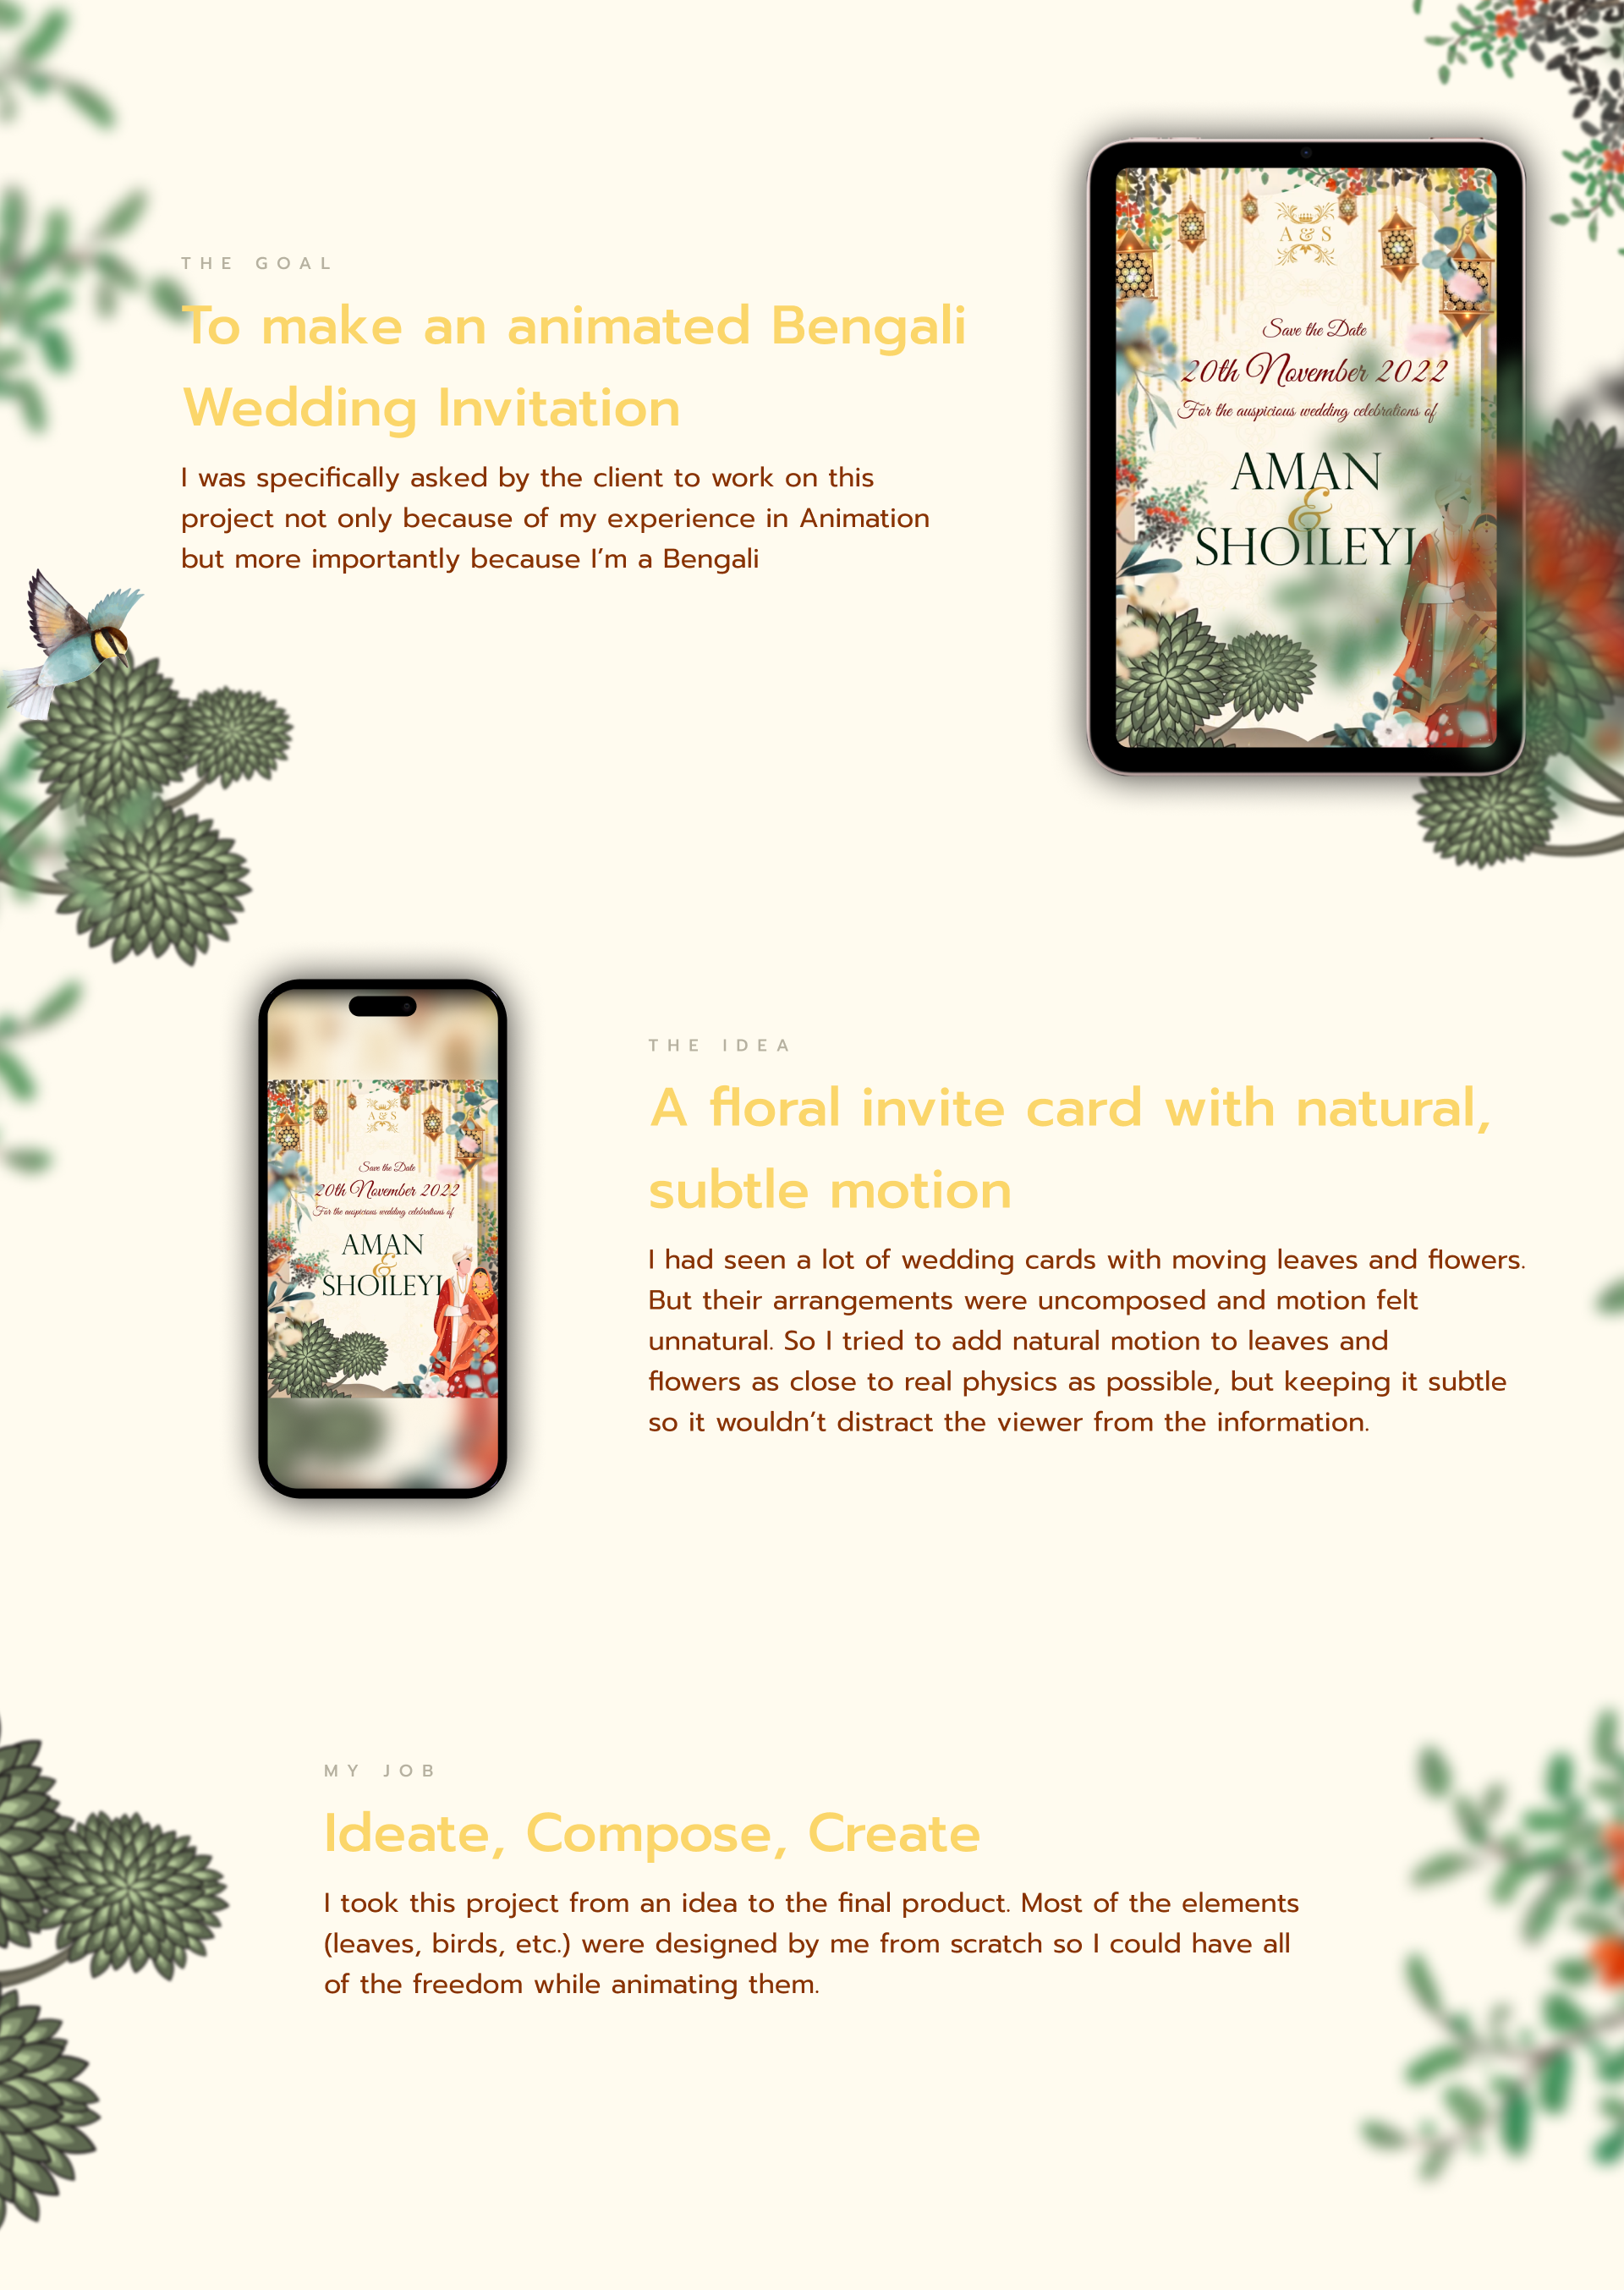 THE GOAL
To make an animated Bengali
Wedding Invitation
I was specifically asked by the client to work on this
project not only because of my experience in Animation
but more importantly because I’m a Bengali
A & S
Save the Date
20th November 2022
For the auspicious wedding celebrations of
AMAN
&
SHOILEYI
A & S
Save the Date
20th November 2022
For the auspicious wedding celebrations of
AMAN
&
SHOILEYI
THE IDEA
A floral invite card with natural,
subtle motion
I had seen a lot of wedding cards with moving leaves and flowers.
But their arrangements were uncomposed and motion felt
unnatural. So I tried to add natural motion to leaves and
flowers as close to real physics as possible, but keeping it subtle
so it wouldn’t distract the viewer from the information.
MY JOB
Ideate, Compose, Create
I took this project from an idea to the final product. Most of the elements
(leaves, birds, etc.) were designed by me from scratch so I could have all
of the freedom while animating them.